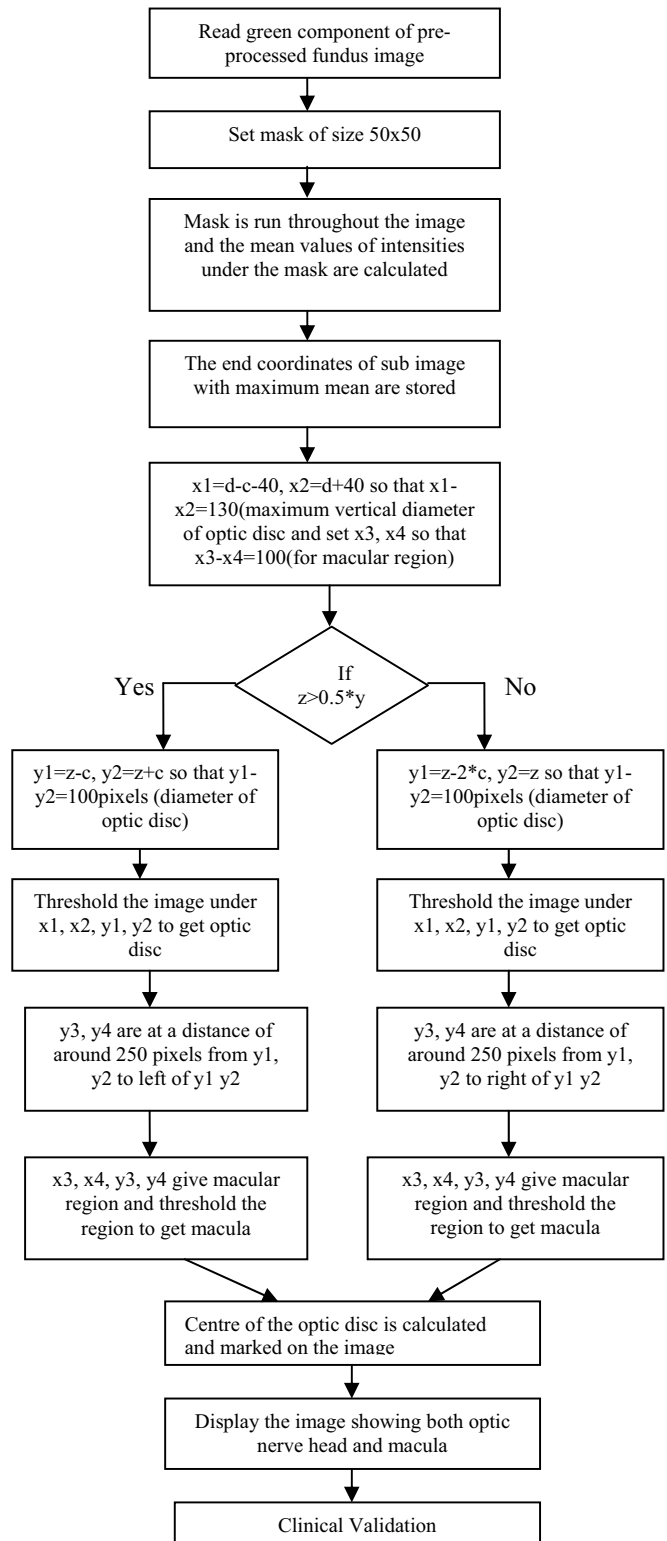 Read green component of pre-
processed fundus image
Set mask of size 50x50
Mask is run throughout the image
and the mean values of intensities
under the mask are calculated
The end coordinates of sub image
with maximum mean are stored
x1=d-c-40, x2=d+40 so that x1-
x2=130(maximum vertical diameter
of optic disc and set x3, x4 so that
x3-x4=100(for macular region)
If
z>0.5*y
Yes
No
y1=z-c, y2=z+c so that y1-
y2=100pixels (diameter of
optic disc)
y1=z-2*c, y2=z so that y1-
y2=100pixels (diameter of
optic disc)
Threshold the image under
x1, x2, y1, y2 to get optic
disc
Threshold the image under
x1, x2, y1, y2 to get optic
disc
y3, y4 are at a distance of
around 250 pixels from y1,
y2 to left of y1 y2
y3, y4 are at a distance of
around 250 pixels from y1,
y2 to right of y1 y2
x3, x4, y3, y4 give macular
region and threshold the
region to get macula
x3, x4, y3, y4 give macular
region and threshold the
region to get macula
Centre of the optic disc is calculated
and marked on the image
Display the image showing both optic
nerve head and macula
Clinical Validation